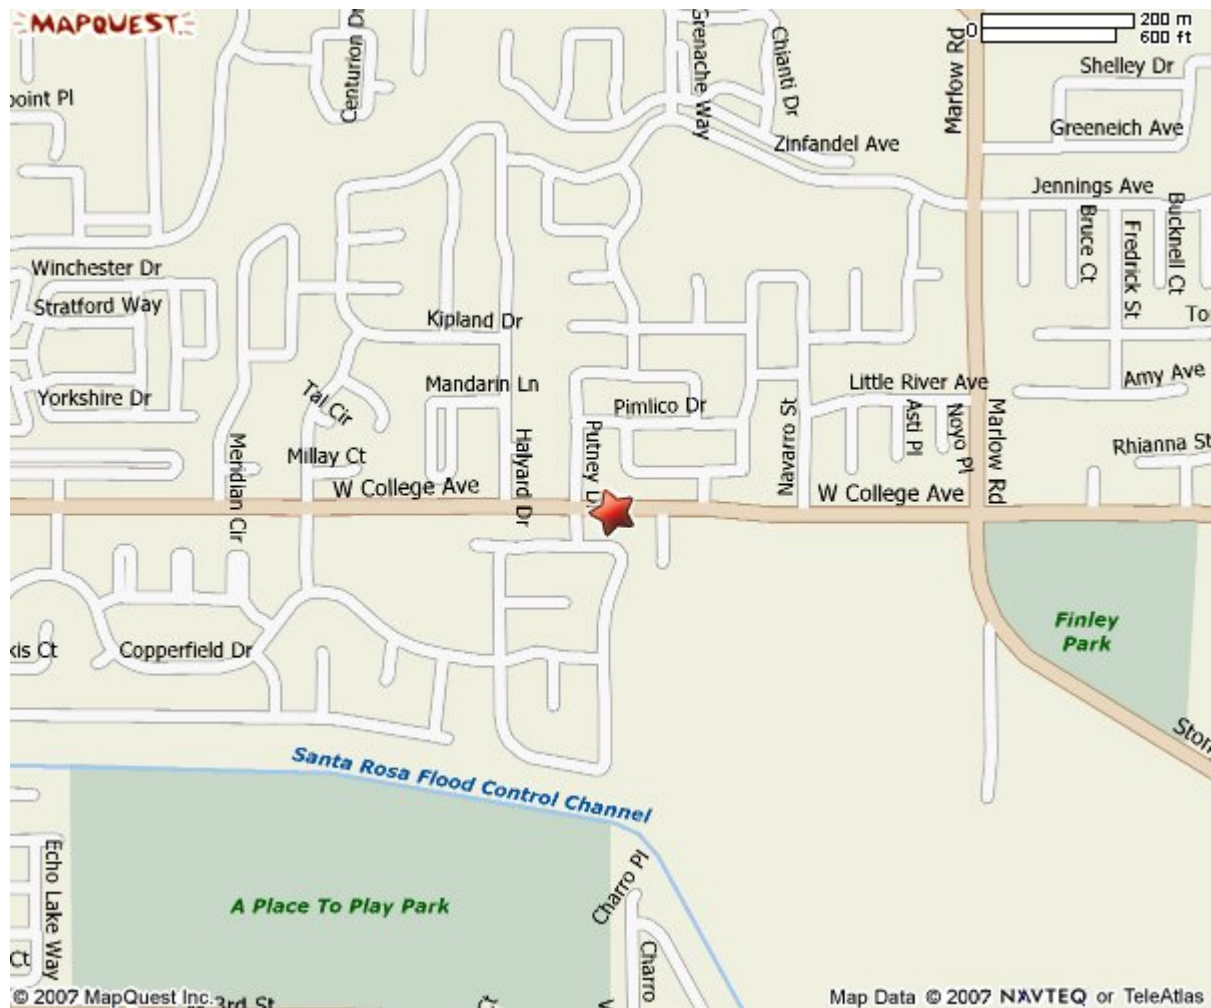 MAPQUEST
200 m
0
600 ft
Centurion Dr
Grenache Way
Chianti Dr
Marlow Rd
Shelley Dr
point Pl
Greeneich Ave
Zinfandel Ave
Jennings Ave
Bruce Ct
Fredrick St
Bucknell Ct
Winchester Dr
Stratford Way
Kipland Dr
Yorkshire Dr
Tal Cir
Mandarin Ln
Little River Ave
Amy Ave
Pimlico Dr
Navarro St
Asti Pl
Noyo Pl
Marlow Rd
Rhianna St
Meridian Cir
Millay Ct
W College Ave
Halyard Dr
Putney Ln
W College Ave
Finley
Park
xis Ct
Copperfield Dr
Santa Rosa Flood Control Channel
Echo Lake Way
A Place To Play Park
Charro Pl
Charro
Ct
3rd St
© 2007 MapQuest Inc.
Map Data © 2007 NAVTEQ or TeleAtlas